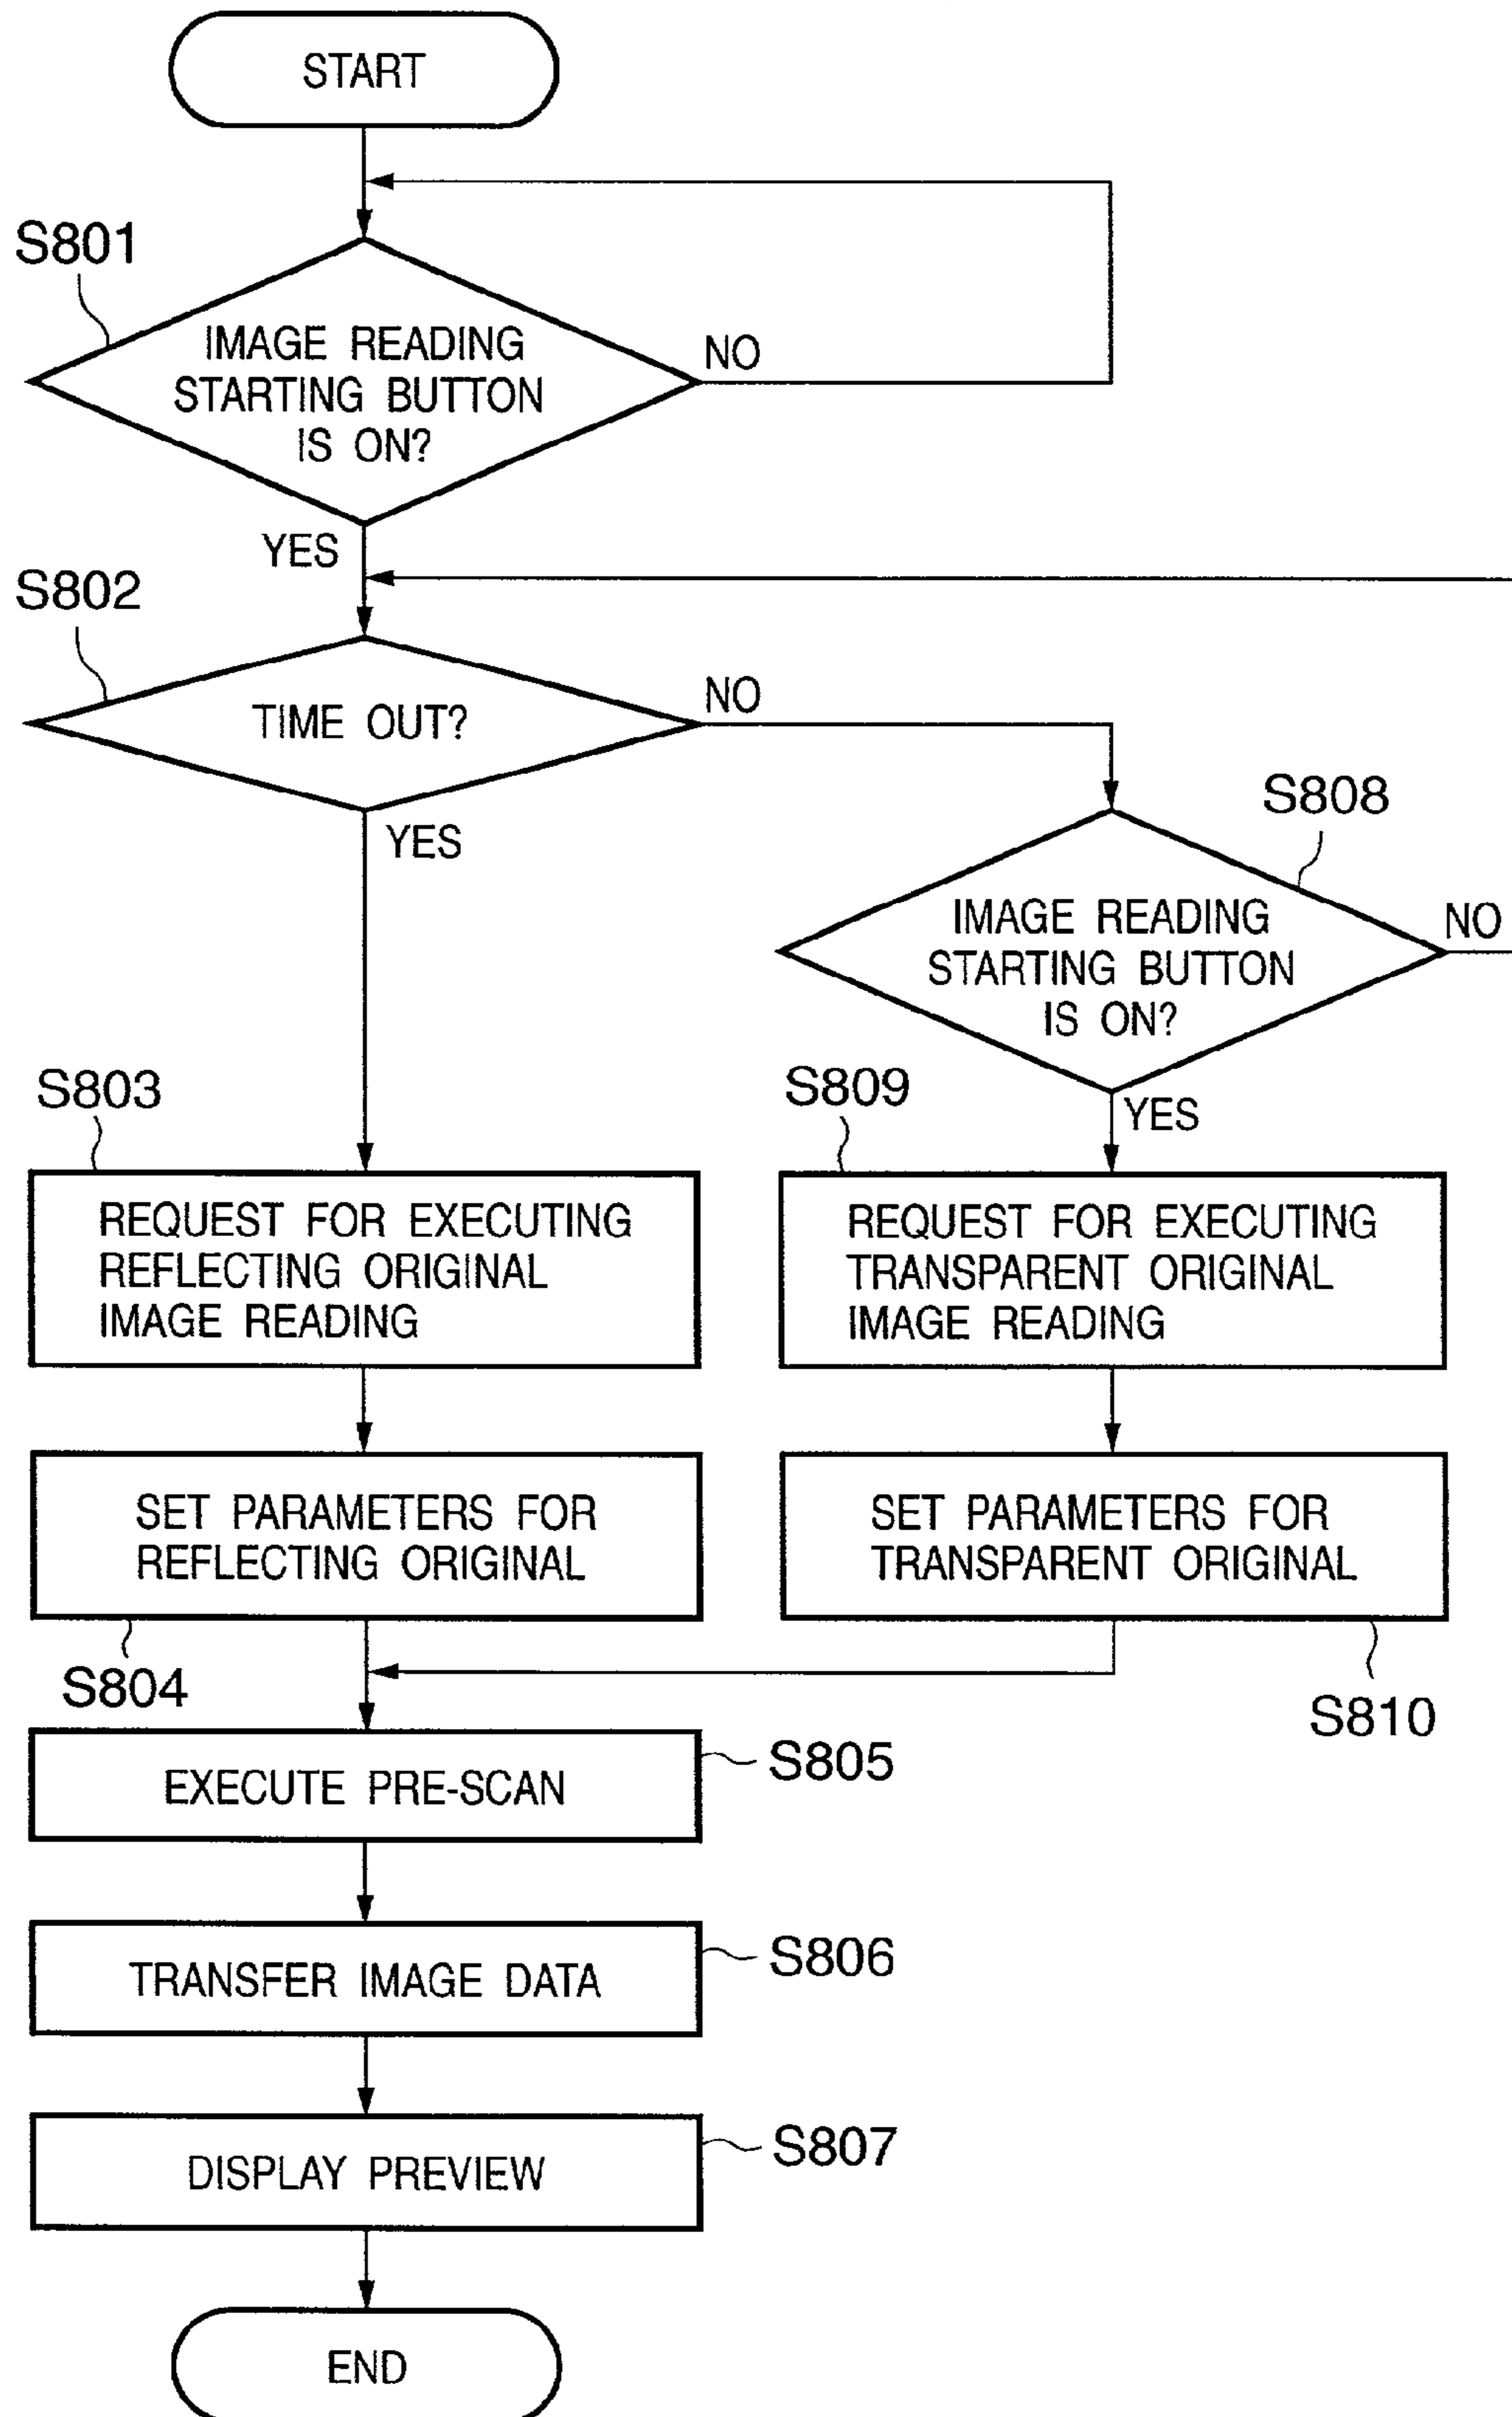 START
S801
IMAGE READING
STARTING BUTTON
IS ON?
NO
YES
S802
TIME OUT?
NO
YES
S808
IMAGE READING
STARTING BUTTON
IS ON?
NO
YES
S803
REQUEST FOR EXECUTING
REFLECTING ORIGINAL
IMAGE READING
S809
REQUEST FOR EXECUTING
TRANSPARENT ORIGINAL
IMAGE READING
SET PARAMETERS FOR
REFLECTING ORIGINAL
S804
SET PARAMETERS FOR
TRANSPARENT ORIGINAL
S810
EXECUTE PRE-SCAN
S805
TRANSFER IMAGE DATA
S806
DISPLAY PREVIEW
S807
END